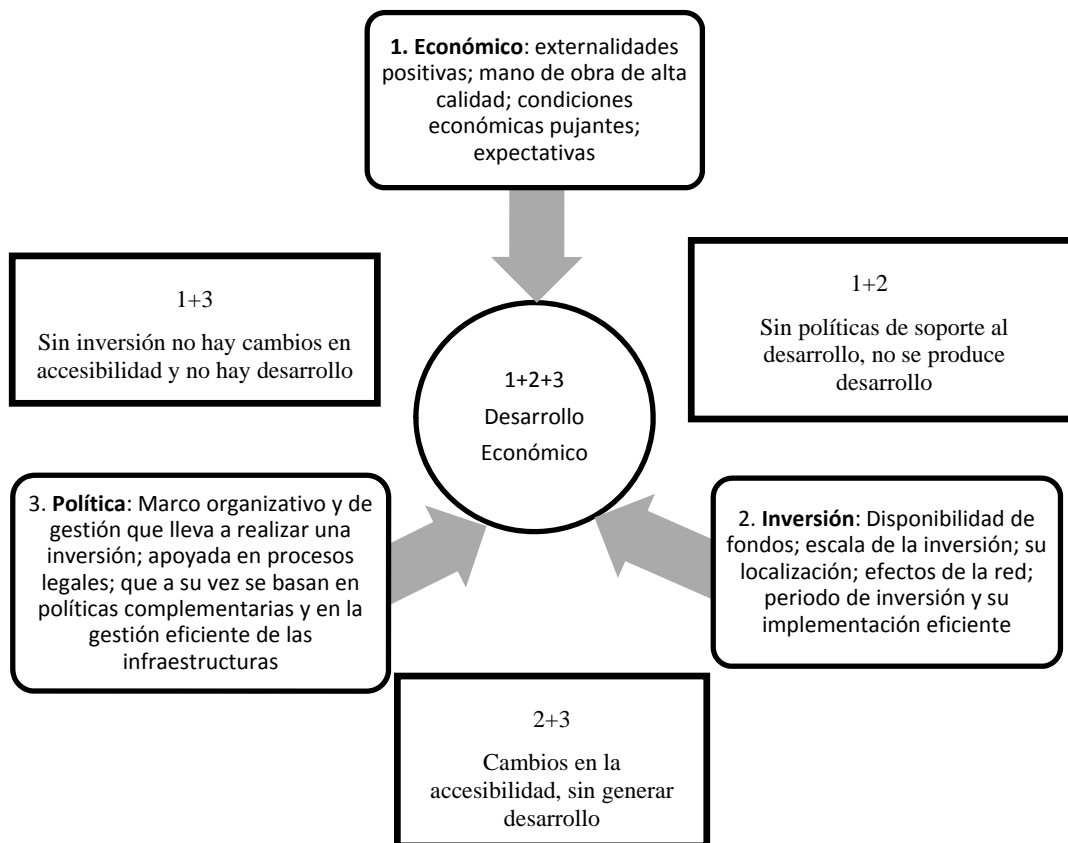 1. Económico: externalidades
positivas; mano de obra de alta
calidad; condiciones
económicas pujantes;
expectativas
1+3
Sin inversión no hay cambios en
accesibilidad y no hay desarrollo
1+2
Sin políticas de soporte al
desarrollo, no se produce
desarrollo
1+2+3
Desarrollo
Económico
3. Política: Marco organizativo y de
gestión que lleva a realizar una
inversión; apoyada en procesos
legales; que a su vez se basan en
políticas complementarias y en la
gestión eficiente de las
infraestructuras
2. Inversión: Disponibilidad de
fondos; escala de la inversión; su
localización; efectos de la red;
periodo de inversión y su
implementación eficiente
2+3
Cambios en la
accesibilidad, sin generar
desarrollo